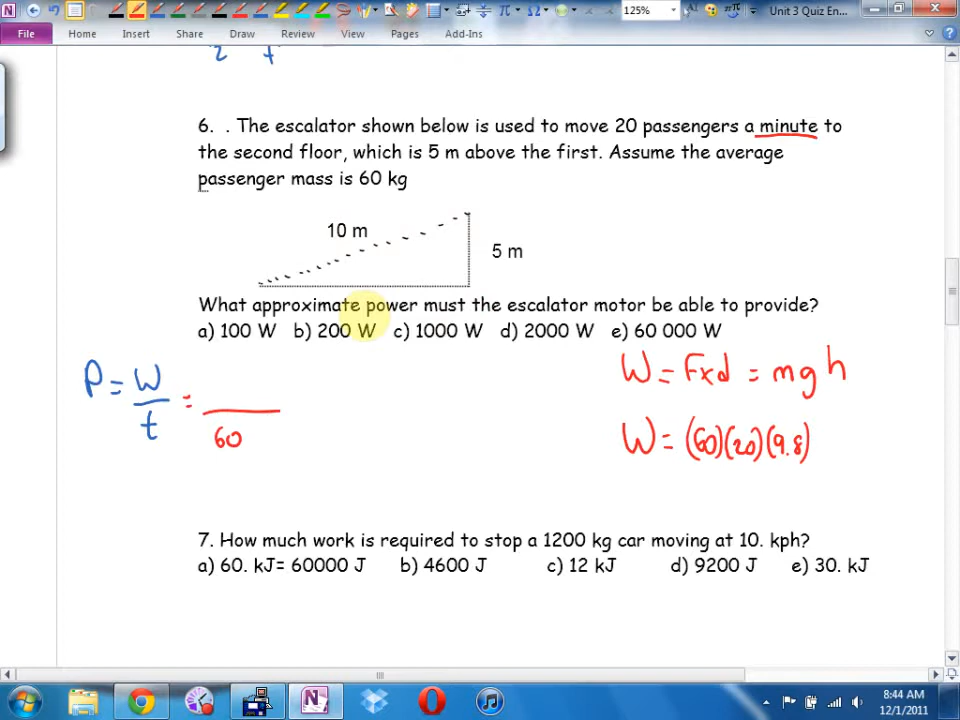 125%
Unit 3 Quiz En...
File Home Insert Share Draw Review View Pages Add-Ins
2 t
6. . The escalator shown below is used to move 20 passengers a minute to
the second floor, which is 5 m above the first. Assume the average
passenger mass is 60 kg
10 m
5 m
What approximate power must the escalator motor be able to provide?
a) 100 W b) 200 W c) 1000 W d) 2000 W e) 60 000 W
P = W/t = /60
W = Fxd = mgh
W = (60)(20)(9.8)
7. How much work is required to stop a 1200 kg car moving at 10. kph?
a) 60. kJ= 60000 J b) 4600 J c) 12 kJ d) 9200 J e) 30. kJ
8:44 AM
12/1/2011